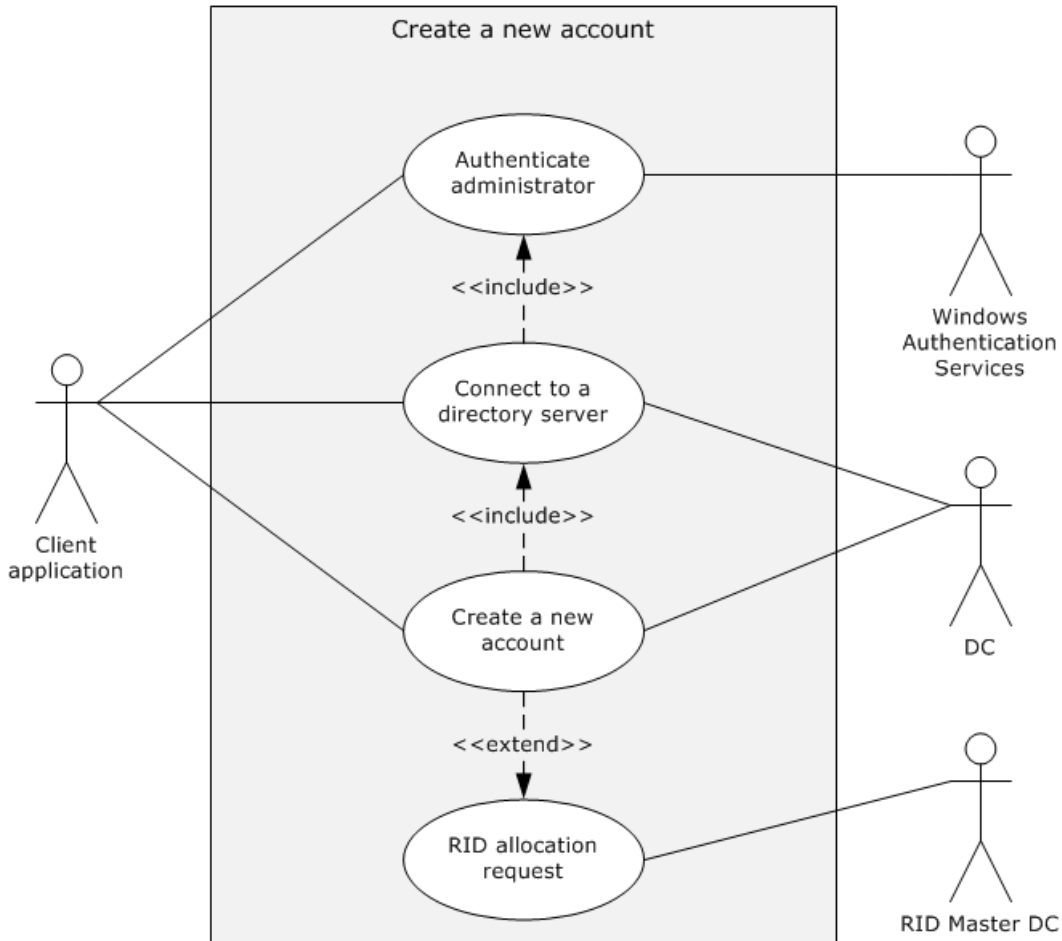 Create a new account
Authenticate
administrator
<<include>>
Windows
Authentication
Services
Connect to a
directory server
<<include>>
Client
application
Create a new
account
DC
<<extend>>
RID allocation
request
RID Master DC